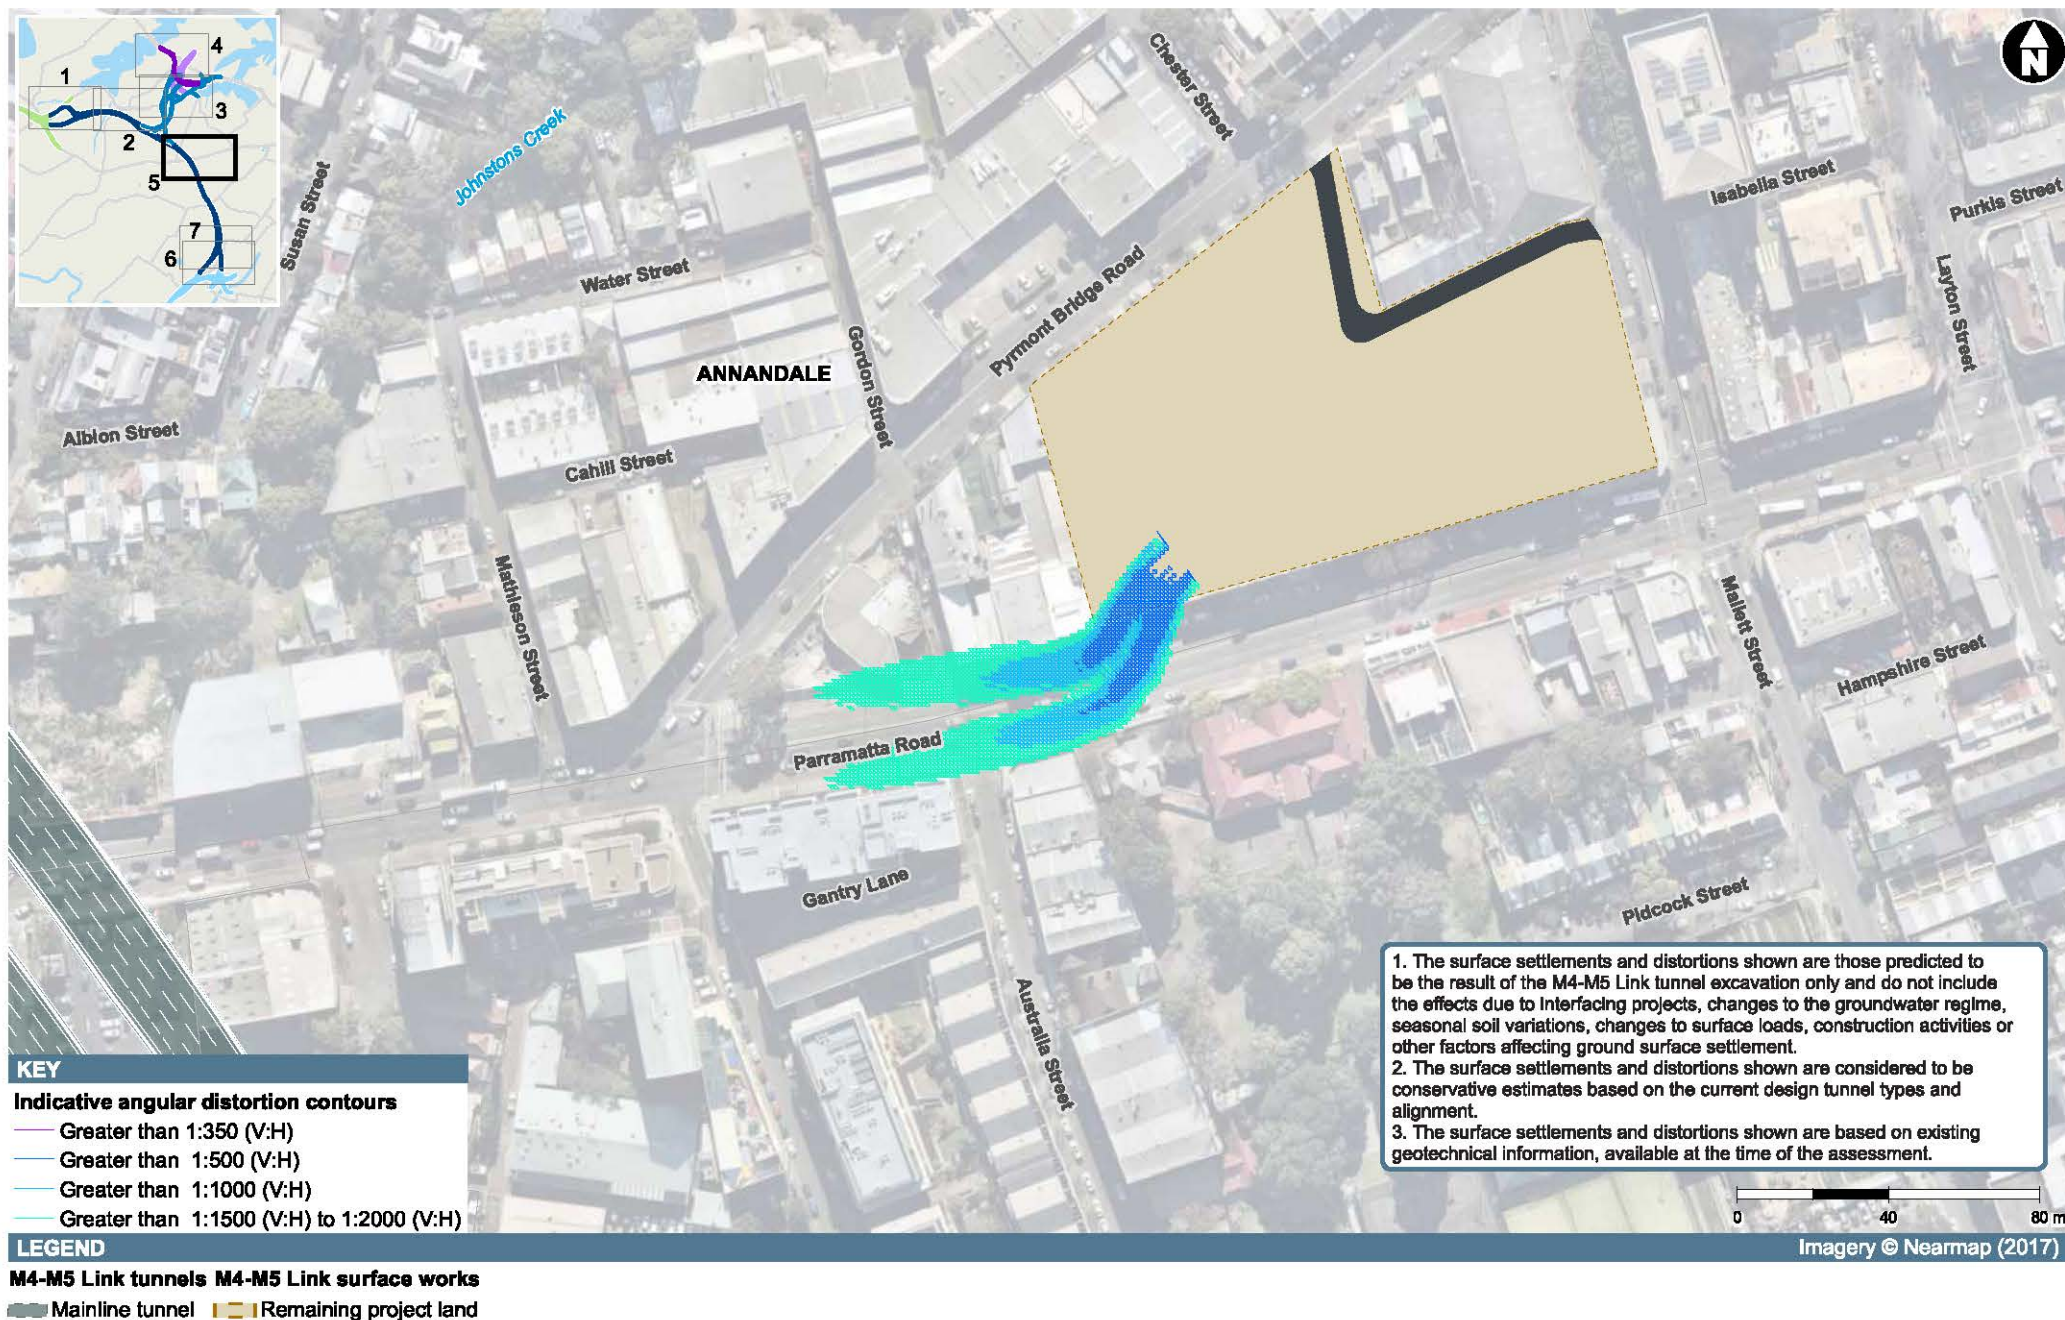 4
1
3
2
5
7
6
N
Chester Street
Johnstons Creek
Susan Street
Isabella Street
Purkis Street
Water Street
Layton Street
Pyrmont Bridge Road
Gordon Street
ANNANDALE
Albion Street
Cahill Street
Mathieson Street
Mallett Street
Hampshire Street
Parramatta Road
Gantry Lane
Pidcock Street
Australia Street
1. The surface settlements and distortions shown are those predicted to
be the result of the M4-M5 Link tunnel excavation only and do not include
the effects due to interfacing projects, changes to the groundwater regime,
seasonal soil variations, changes to surface loads, construction activities or
other factors affecting ground surface settlement.
2. The surface settlements and distortions shown are considered to be
conservative estimates based on the current design tunnel types and
alignment.
3. The surface settlements and distortions shown are based on existing
geotechnical information, available at the time of the assessment.
KEY
Indicative angular distortion contours
Greater than 1:350 (V:H)
Greater than 1:500 (V:H)
Greater than 1:1000 (V:H)
Greater than 1:1500 (V:H) to 1:2000 (V:H)
0 40 80 m
LEGEND
Imagery © Nearmap (2017)
M4-M5 Link tunnels M4-M5 Link surface works
Mainline tunnel Remaining project land